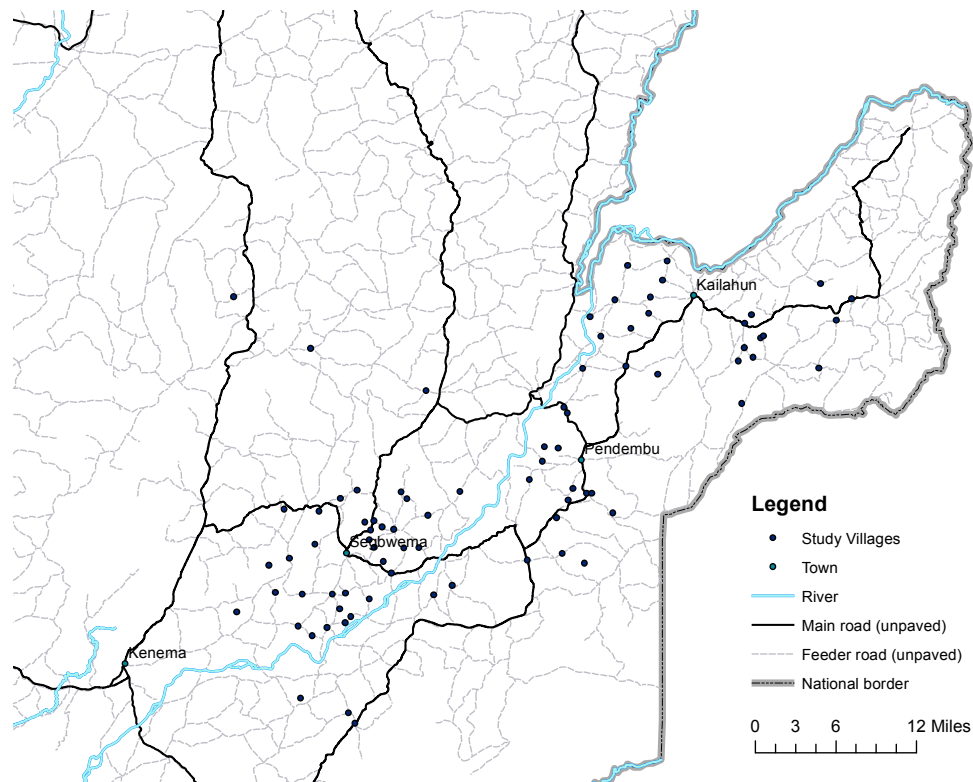 Kailahun
Pendembu
Segbwema
Kenema
Legend
Study Villages
Town
River
Main road (unpaved)
Feeder road (unpaved)
National border
0 3 6 12 Miles